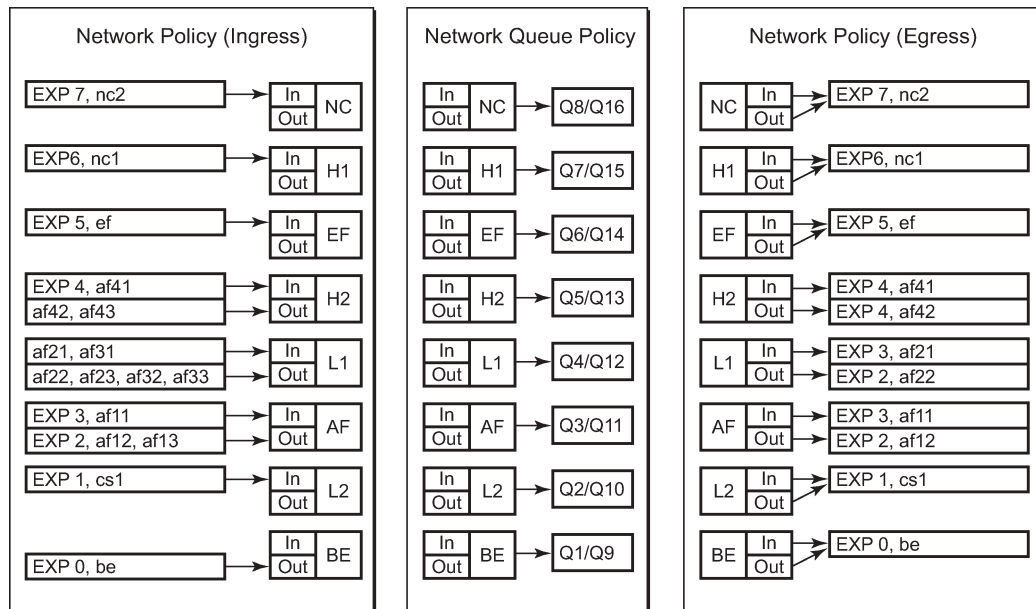 Network Policy (Ingress)
EXP 7, nc2
In
Out
NC
EXP6, nc1
In
Out
H1
EXP 5, ef
In
Out
EF
EXP 4, af41
af42, af43
In
Out
H2
af21, af31
af22, af23, af32, af33
In
Out
L1
EXP 3, af11
EXP 2, af12, af13
In
Out
AF
EXP 1, cs1
In
Out
L2
EXP 0, be
In
Out
BE
Network Queue Policy
In
Out
NC
Q8/Q16
In
Out
H1
Q7/Q15
In
Out
EF
Q6/Q14
In
Out
H2
Q5/Q13
In
Out
L1
Q4/Q12
In
Out
AF
Q3/Q11
In
Out
L2
Q2/Q10
In
Out
BE
Q1/Q9
Network Policy (Egress)
NC
In
Out
EXP 7, nc2
H1
In
Out
EXP6, nc1
EF
In
Out
EXP 5, ef
H2
In
Out
EXP 4, af41
EXP 4, af42
L1
In
Out
EXP 3, af21
EXP 2, af22
AF
In
Out
EXP 3, af11
EXP 2, af12
L2
In
Out
EXP 1, cs1
BE
In
Out
EXP 0, be